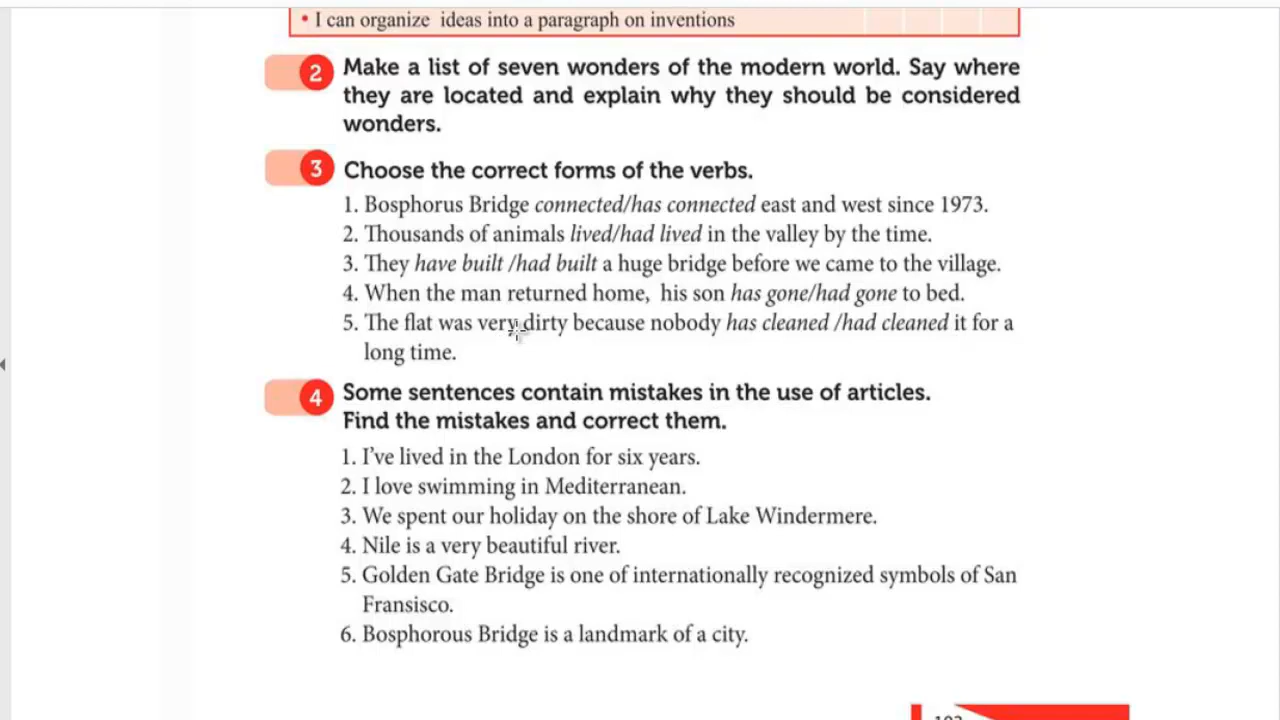 • I can organize ideas into a paragraph on inventions
2 Make a list of seven wonders of the modern world. Say where
they are located and explain why they should be considered
wonders.
3 Choose the correct forms of the verbs.
1. Bosphorus Bridge connected/has connected east and west since 1973.
2. Thousands of animals lived/had lived in the valley by the time.
3. They have built /had built a huge bridge before we came to the village.
4. When the man returned home, his son has gone/had gone to bed.
5. The flat was very dirty because nobody has cleaned /had cleaned it for a
long time.
4 Some sentences contain mistakes in the use of articles.
Find the mistakes and correct them.
1. I've lived in the London for six years.
2. I love swimming in Mediterranean.
3. We spent our holiday on the shore of Lake Windermere.
4. Nile is a very beautiful river.
5. Golden Gate Bridge is one of internationally recognized symbols of San
Fransisco.
6. Bosphorous Bridge is a landmark of a city.